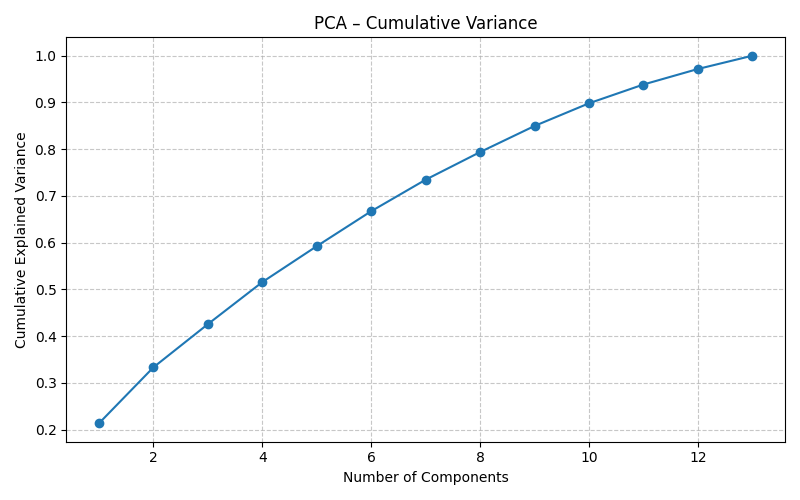 PCA – Cumulative Variance
1.0
0.9
0.8
0.7
0.6
0.5
0.4
0.3
0.2
Cumulative Explained Variance
2 4 6 8 10 12
Number of Components